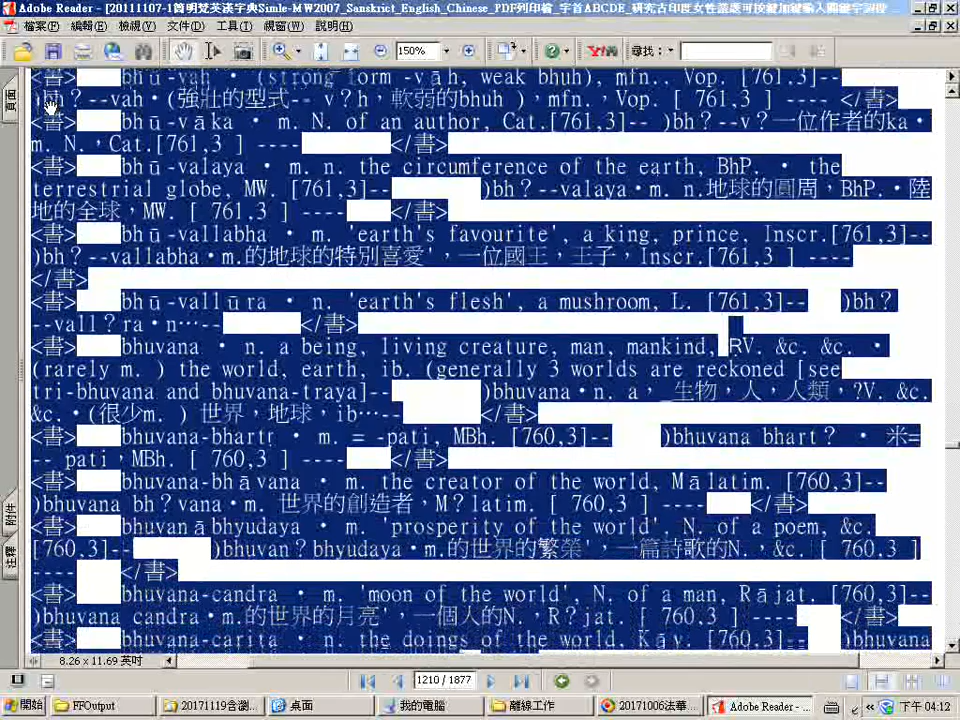 Adobe Reader - [20111107-1簡明梵英漢字典Simle-MW2007_Sanskrit_English_Chinese_PDF列印檔_字首ABCDE_研究古印度女性議議可按
檔案(F) 編輯(E) 檢視(V) 文件(D) 工具(T) 視窗(W) 說明(H)
150% 尋找：
頁面
<書> bhū-vah · (strong form -vāh, weak bhuh), mfn., Vop. [761.3]--
)bh？--vah·(強壯的型式-- v？h，軟弱的bhuh )，mfn.，Vop. [ 761,3 ] ---- </書>
<書> bhū-vāka · m. N. of an author, Cat.[761,3]-- )bh？--v？一位作者的ka·
m. N.，Cat.[761,3 ] ---- </書>
<書> bhū-valaya · m. n. the circumference of the earth, BhP. · the
terrestrial globe, MW. [761,3]-- )bh？--valaya·m. n.地球的圓周，BhP.·陸
地的全球，MW. [ 761,3 ] ---- </書>
<書> bhū-vallabha · m. 'earth's favourite', a king, prince, Inscr.[761,3]--
)bh？--vallabha·m.的地球的特別喜愛'，一位國王，王子，Inscr.[761,3 ] ----
</書>
<書> bhū-vallūra · n. 'earth's flesh', a mushroom, L. [761,3]-- )bh？
--vall？ra·n…-- </書>
<書> bhuvana · n. a being, living creature, man, mankind, RV. &c. &c. ·
(rarely m. ) the world, earth, ib. (generally 3 worlds are reckoned [see
tri-bhuvana and bhuvana-traya]-- )bhuvana·n. a，_生物，人，人類，?V. &c.
&c.·(很少m. ) 世界，地球，ib…-- </書>
<書> bhuvana-bhartṛ · m. = -pati, MBh. [760,3]-- )bhuvana bhart？ · 米=
-- pati，MBh. [ 760,3 ] ---- </書>
<書> bhuvana-bhāvana · m. the creator of the world, Mālatim. [760,3]--
)bhuvana bh？vana·m. 世界的創造者，M？latim. [ 760,3 ] ---- </書>
<書> bhuvanābhyudaya · m. 'prosperity of the world', N. of a poem, &c.
[760.3]-- )bhuvan？bhyudaya·m.的世界的繁榮'，一篇詩歌的N.，&c. [ 760.3 ]
---- </書>
<書> bhuvana-candra · m. 'moon of the world', N. of a man, Rājat. [760,3]--
)bhuvana candra·m.的世界的月亮'，一個人的N.，R？jat. [ 760.3 ] ---- </書>
<書> bhuvana-carita · n. the doings of the world, Kāv. [760,3]-- )bhuvana
附件
注釋
8.26 x 11.69 英吋
1210 / 1877
開始 FFOutput 20171119含瀏... 桌面 我的電腦 離線工作 20171006法華... Adobe Reader - ... 下午 04:12